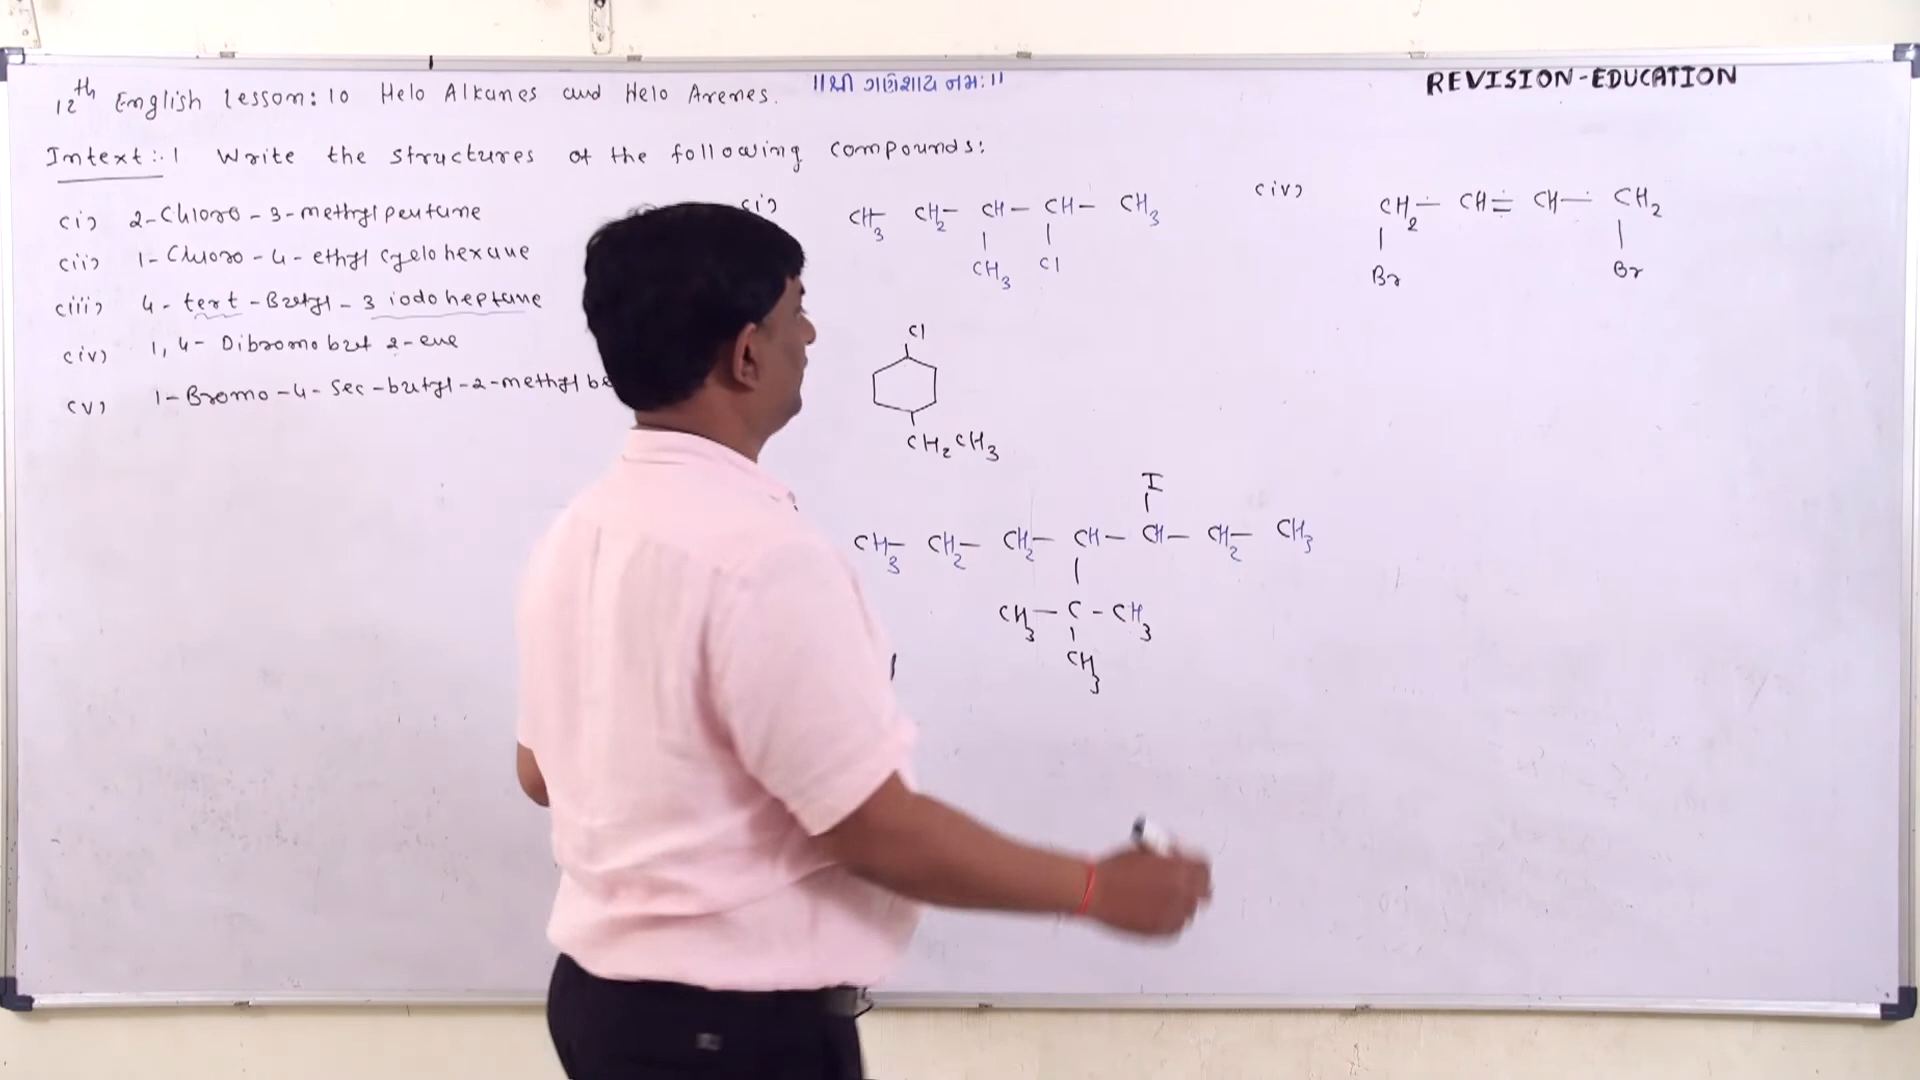 12th English Lesson: 10 Helo Alkanes and Helo Arenes.
॥श्री गणेशाय नमः॥
REVISION-EDUCATION
Intext:.1 Write the structures of the following compounds:
(i) 2-Chloro-3-methyl pentane
(ii) 1-Chloro-4-ethyl cyclohexane
(iii) 4-tert-Butyl-3 iodo heptane
(iv) 1,4-Dibromo but 2-ene
(v) 1-Bromo-4-Sec-butyl-2-methyl be
(i)
CH3 CH2- CH- CH- CH3
CH3 Cl
Cl
CH2CH3
I
CH3- CH2- CH2- CH- CH- CH2- CH3
CH3- C-CH3
CH3
(iv)
CH2- CH= CH- CH2
Br Br